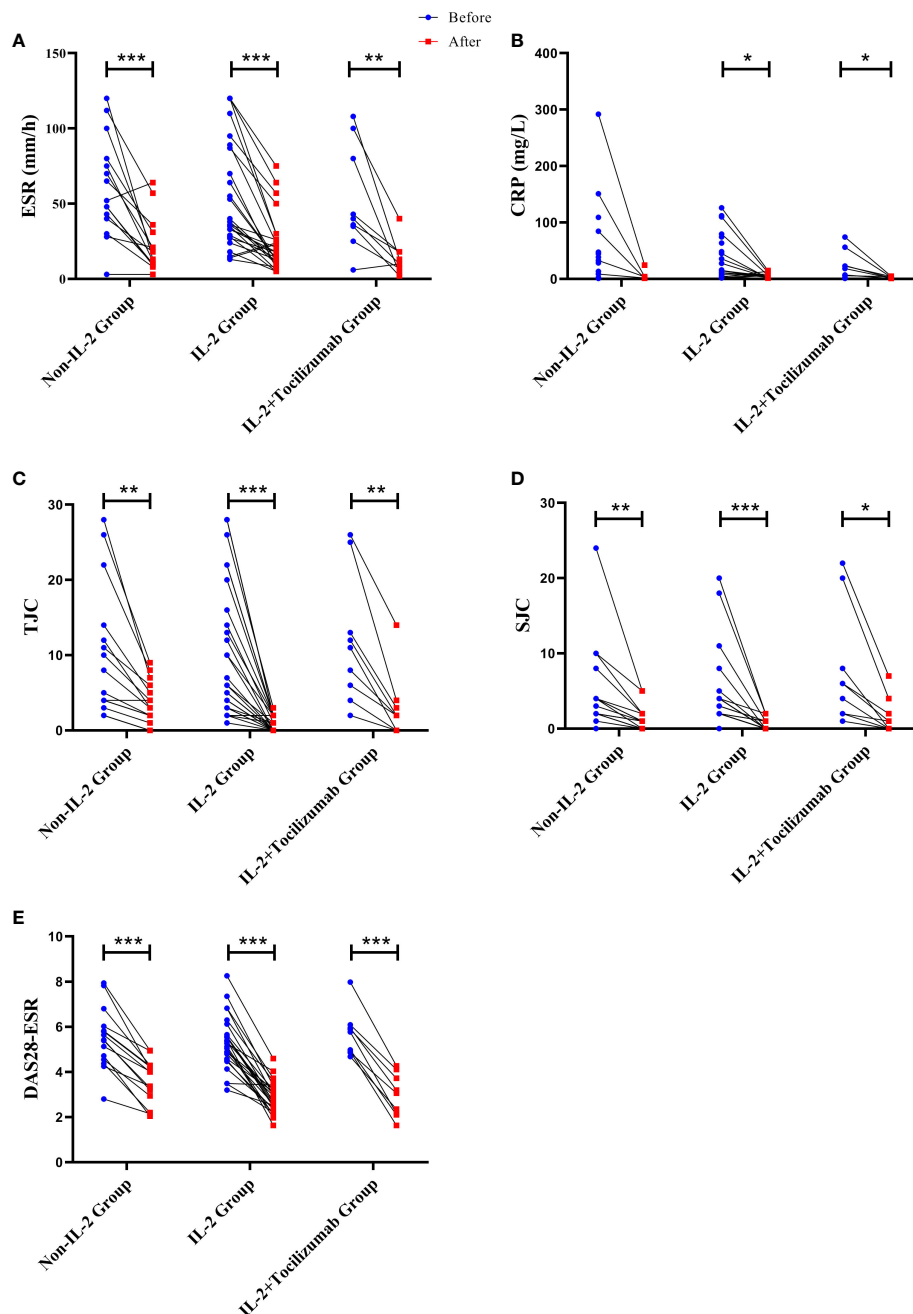 Before
After
A
ESR (mm/h)
150
100
50
0
***
***
**
Non-IL-2 Group
IL-2 Group
IL-2+Tocilizumab Group
B
CRP (mg/L)
400
300
200
100
0
*
*
Non-IL-2 Group
IL-2 Group
IL-2+Tocilizumab Group
C
TJC
30
20
10
0
**
***
**
Non-IL-2 Group
IL-2 Group
IL-2+Tocilizumab Group
D
SJC
30
20
10
0
**
***
*
Non-IL-2 Group
IL-2 Group
IL-2+Tocilizumab Group
E
DAS28-ESR
10
8
6
4
2
0
***
***
***
Non-IL-2 Group
IL-2 Group
IL-2+Tocilizumab Group